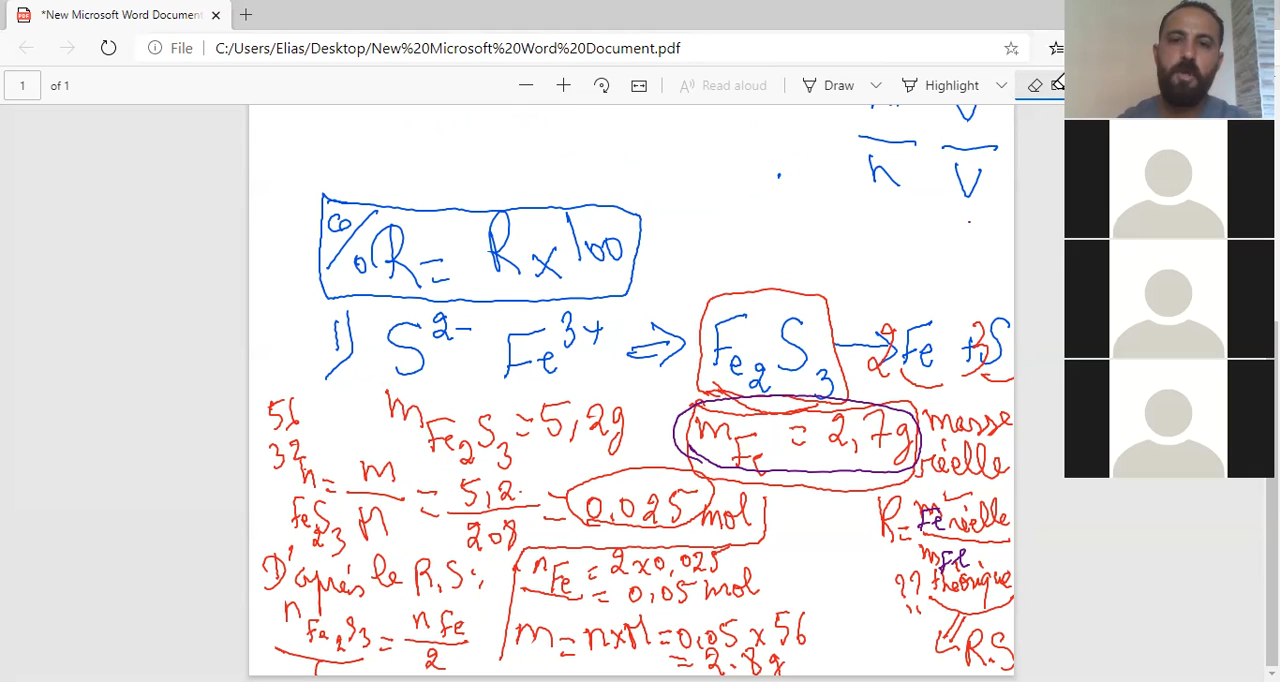 *New Microsoft Word Document
File C:/Users/Elias/Desktop/New%20Microsoft%20Word%20Document.pdf
1 of 1 Read aloud Draw Highlight
n V
% R = R x 100
1) S2- Fe3+ => Fe2S3 → 2Fe + 3S
56
32
mFe2S3 = 5,2g
mFe = 2,7g masse réelle
n Fe2S3 = m/M = 5,2/208 = 0,025 mol
R = mFe réelle
mFe théorique
??
R.S
D'après le R.S:
nFe2S3 = nFe/2
nFe = 2x0,025
= 0,05 mol
m = nxM = 0,05 x 56
= 2.8g